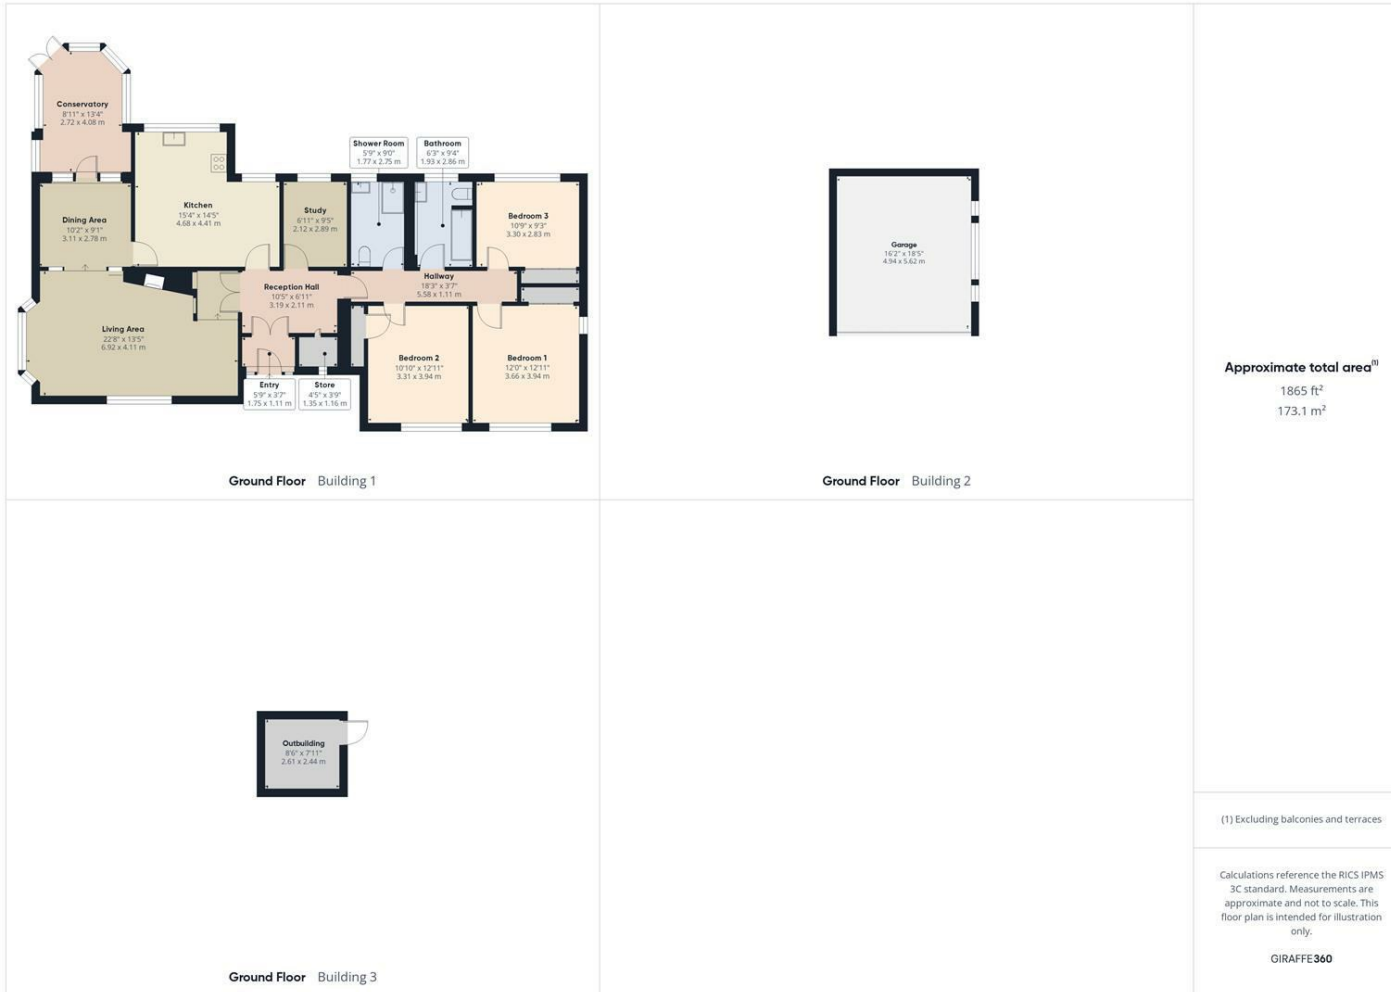 Conservatory
8'11" x 13'4"
2.72 x 4.08 m
Shower Room
5'9" x 9'0"
1.77 x 2.75 m
Bathroom
6'3" x 9'4"
1.93 x 2.86 m
Kitchen
15'4" x 14'5"
4.68 x 4.41 m
Study
6'11" x 9'5"
2.12 x 2.89 m
Dining Area
10'2" x 9'1"
3.11 x 2.78 m
Bedroom 3
10'9" x 9'3"
3.30 x 2.83 m
Hallway
18'3" x 3'7"
5.58 x 1.11 m
Reception Hall
10'5" x 6'11"
3.19 x 2.11 m
Living Area
22'8" x 13'5"
6.92 x 4.11 m
Bedroom 2
10'10" x 12'11"
3.31 x 3.94 m
Bedroom 1
12'0" x 12'11"
3.66 x 3.94 m
Entry
5'9" x 3'7"
1.75 x 1.11 m
Store
4'5" x 3'9"
1.35 x 1.16 m
Ground Floor Building 1
Garage
16'2" x 18'5"
4.94 x 5.62 m
Ground Floor Building 2
Approximate total area(1)
1865 ft²
173.1 m²
Outbuilding
8'6" x 7'11"
2.61 x 2.44 m
Ground Floor Building 3
(1) Excluding balconies and terraces
Calculations reference the RICS IPMS
3C standard. Measurements are
approximate and not to scale. This
floor plan is intended for illustration
only.
GIRAFFE360